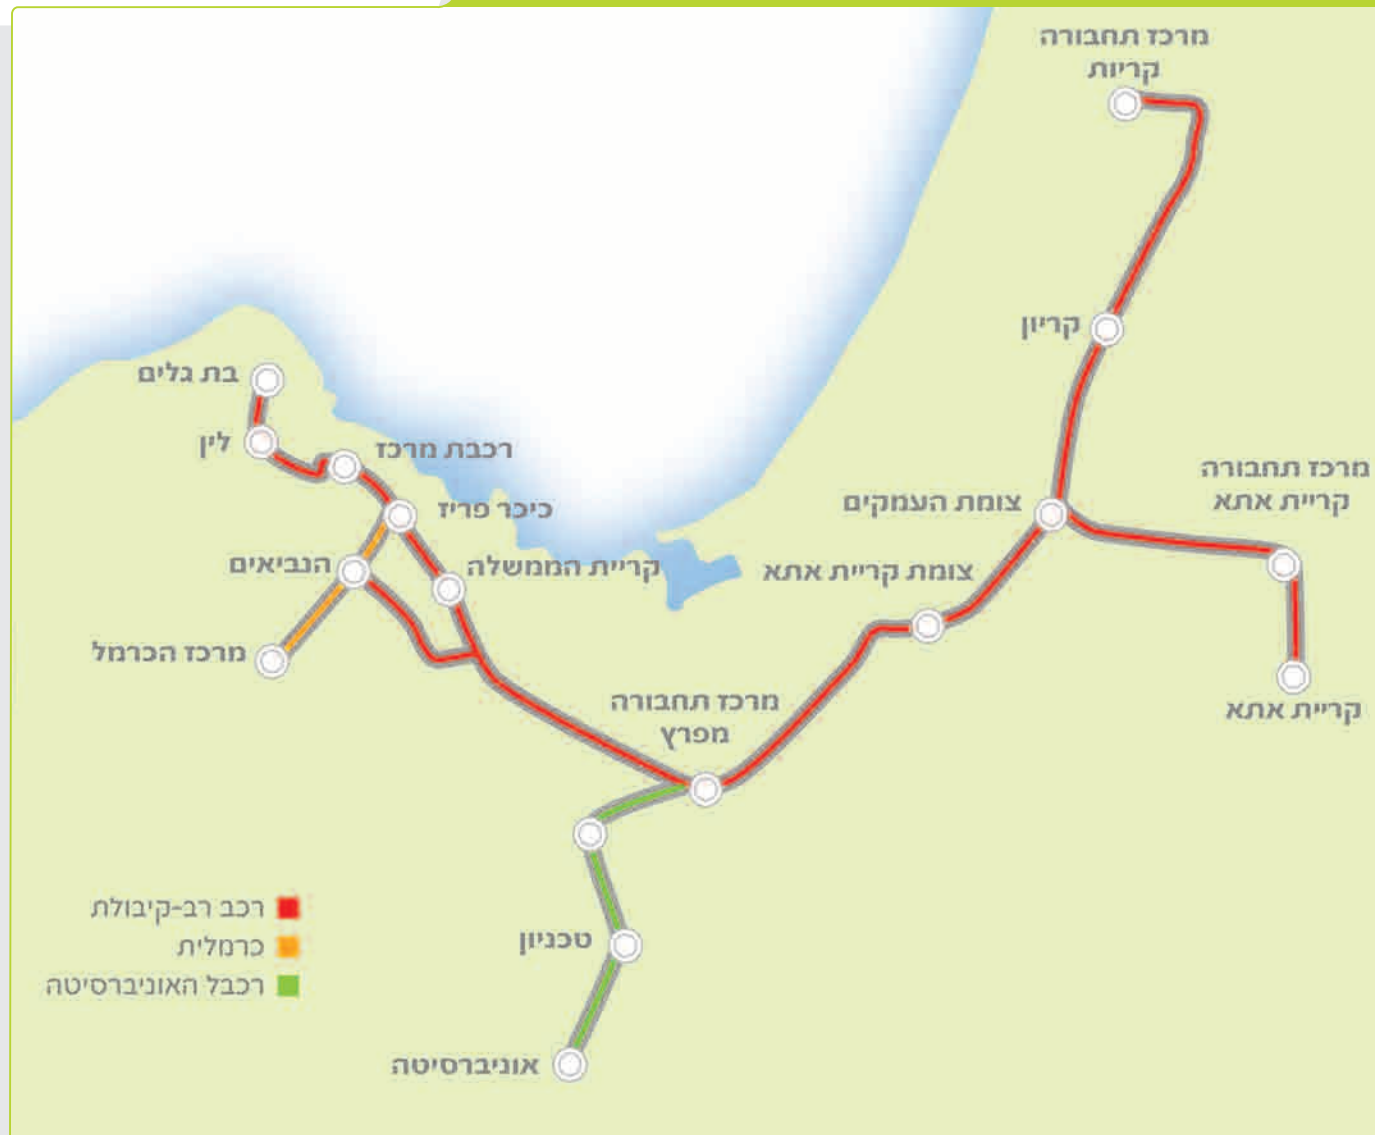 מרכז תחבורה
קריות
קריון
בת גלים
לין
רכבת מרכז
כיכר פריז
הנביאים
קריית הממשלה
מרכז הכרמל
צומת העמקים
צומת קריית אתא
מרכז תחבורה
קריית אתא
קריית אתא
מרכז תחבורה
מפרץ
טכניון
אוניברסיטה
רכב רב-קיבולת
כרמלית
רכבל האוניברסיטה